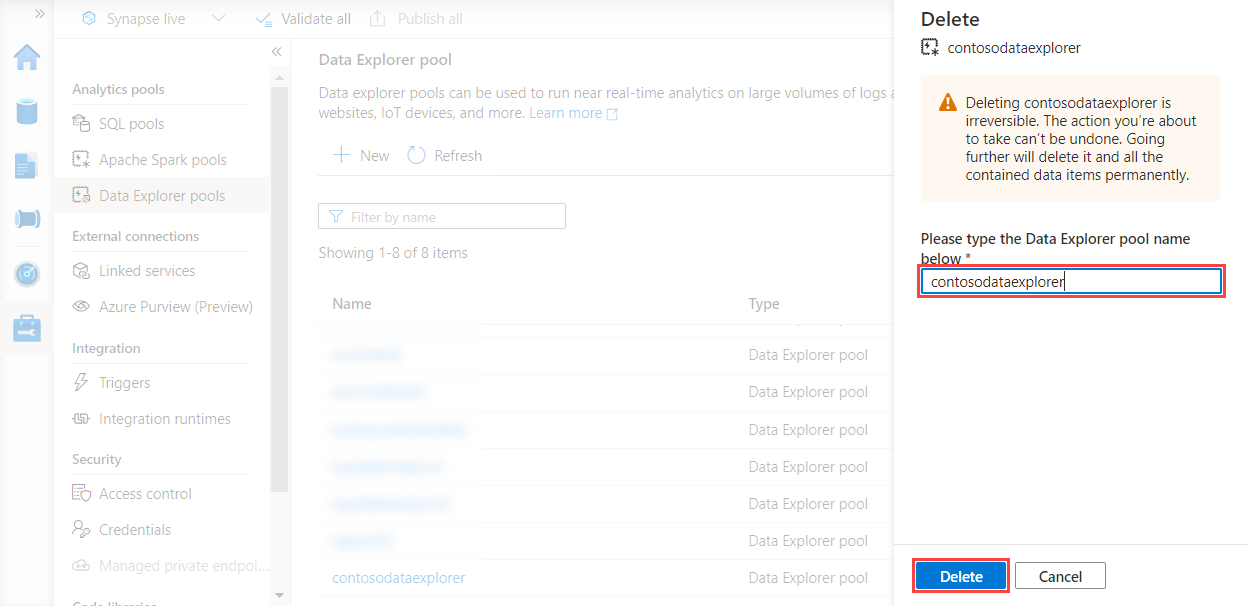 Synapse live
Validate all
Publish all
Analytics pools
SQL pools
Apache Spark pools
Data Explorer pools
External connections
Linked services
Azure Purview (Preview)
Integration
Triggers
Integration runtimes
Security
Access control
Credentials
Managed private endpoi...
Code libraries
Data Explorer pool
Data explorer pools can be used to run near real-time analytics on large volumes of logs
websites, IoT devices, and more. Learn more
New
Refresh
Filter by name
Showing 1-8 of 8 items
Name Type
Data Explorer pool
Data Explorer pool
Data Explorer pool
Data Explorer pool
Data Explorer pool
Data Explorer pool
contosodataexplorer Data Explorer pool
Delete
contosodataexplorer
Deleting contosodataexplorer is
irreversible. The action you're about
to take can't be undone. Going
further will delete it and all the
contained data items permanently.
Please type the Data Explorer pool name
below *
contosodataexplorer
Delete
Cancel